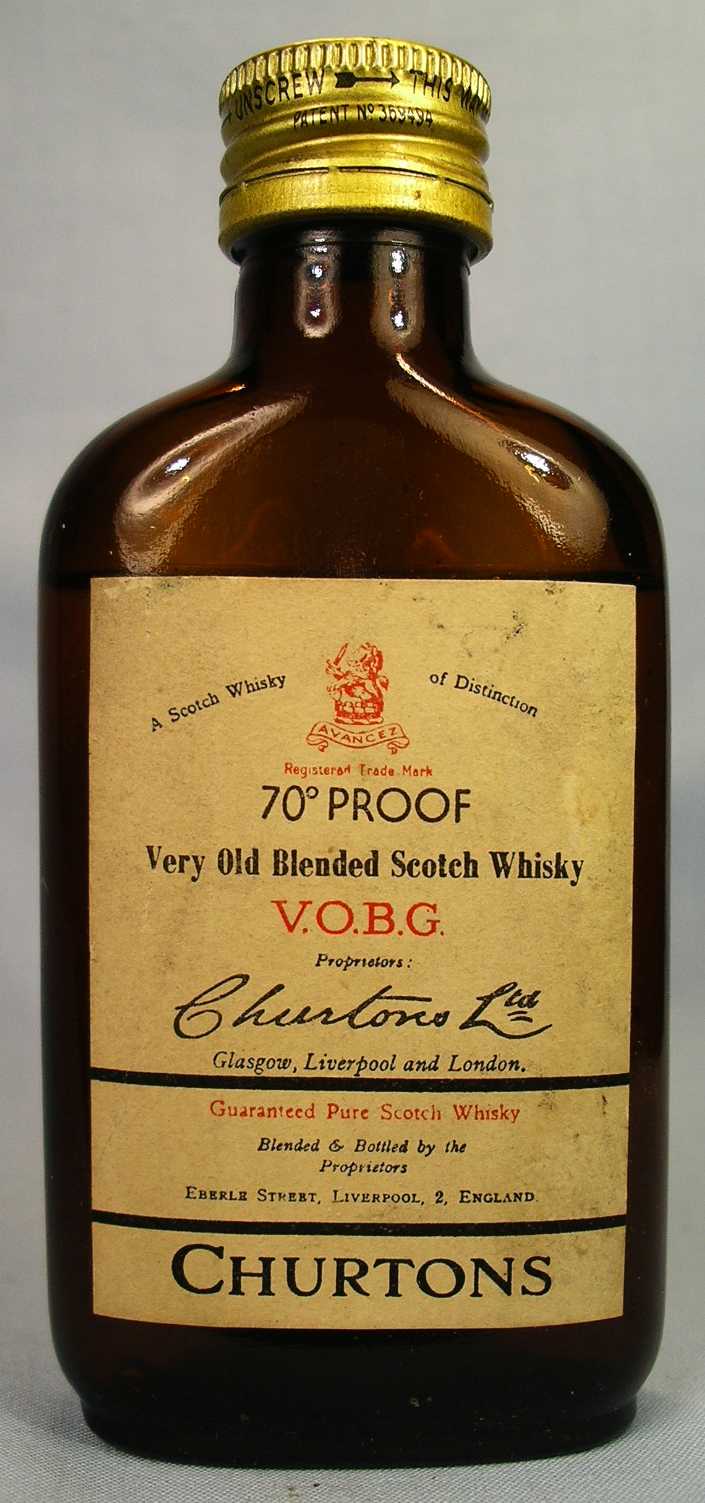 UNSCREW THIS WAY
PATENT Nº 369494
A Scotch Whisky of Distinction
AVANCEZ
Registered Trade Mark
70° PROOF
Very Old Blended Scotch Whisky
V.O.B.G.
Proprietors:
Churtons Ltd
Glasgow, Liverpool and London.
Guaranteed Pure Scotch Whisky
Blended & Bottled by the
Proprietors
EBERLE STREET, LIVERPOOL, 2, ENGLAND.
CHURTONS